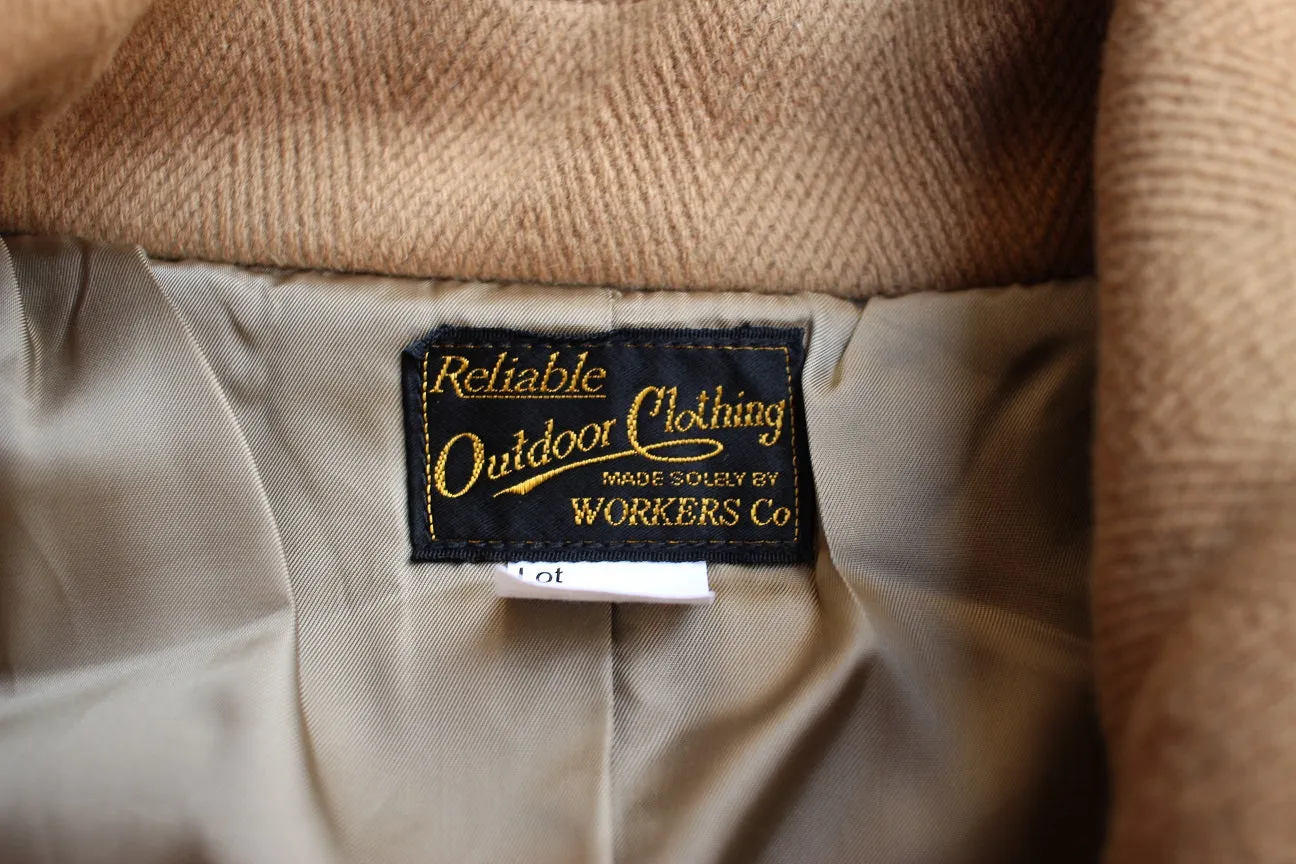 Reliable
Outdoor Clothing
MADE SOLELY BY
WORKERS Co
Lot